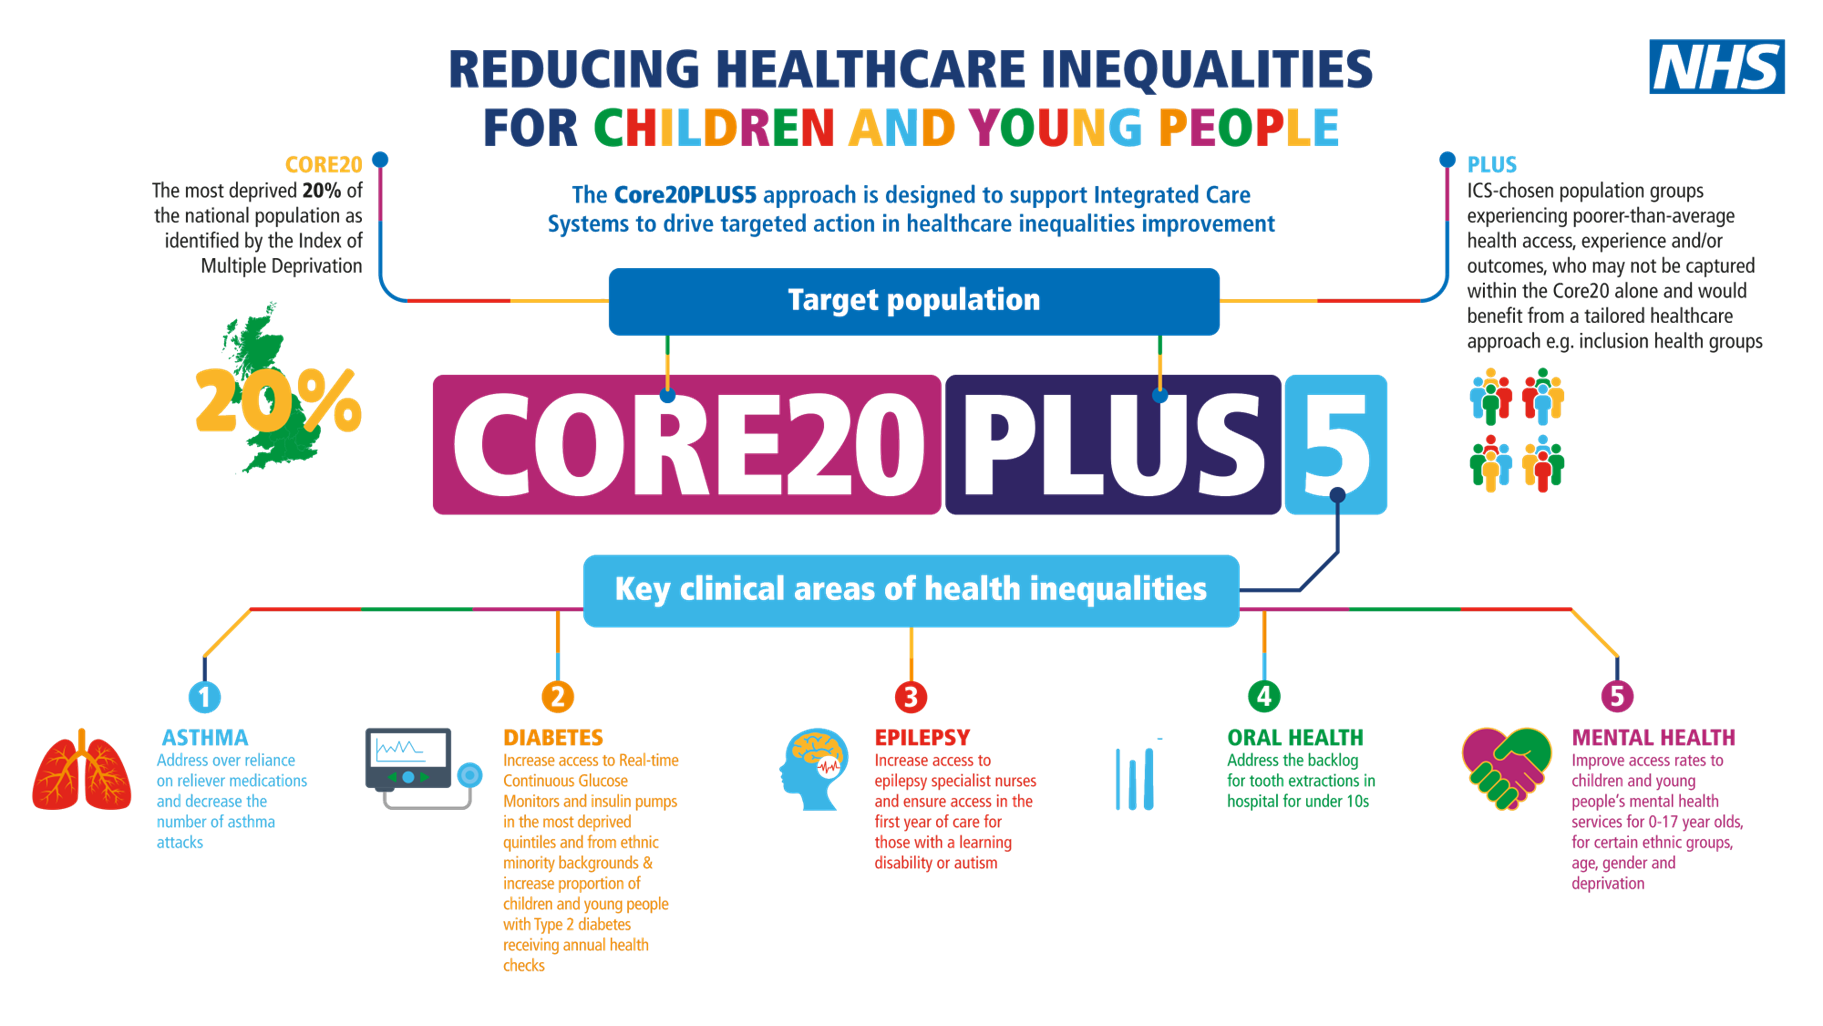 REDUCING HEALTHCARE INEQUALITIES
FOR CHILDREN AND YOUNG PEOPLE
NHS
CORE20
The most deprived 20% of
the national population as
identified by the Index of
Multiple Deprivation
20%
The Core20PLUS5 approach is designed to support Integrated Care
Systems to drive targeted action in healthcare inequalities improvement
PLUS
ICS-chosen population groups
experiencing poorer-than-average
health access, experience and/or
outcomes, who may not be captured
within the Core20 alone and would
benefit from a tailored healthcare
approach e.g. inclusion health groups
Target population
CORE20 PLUS 5
Key clinical areas of health inequalities
1
ASTHMA
Address over reliance
on reliever medications
and decrease the
number of asthma
attacks
2
DIABETES
Increase access to Real-time
Continuous Glucose
Monitors and insulin pumps
in the most deprived
quintiles and from ethnic
minority backgrounds &
increase proportion of
children and young people
with Type 2 diabetes
receiving annual health
checks
3
EPILEPSY
Increase access to
epilepsy specialist nurses
and ensure access in the
first year of care for
those with a learning
disability or autism
4
ORAL HEALTH
Address the backlog
for tooth extractions in
hospital for under 10s
5
MENTAL HEALTH
Improve access rates to
children and young
people's mental health
services for 0-17 year olds,
for certain ethnic groups,
age, gender and
deprivation